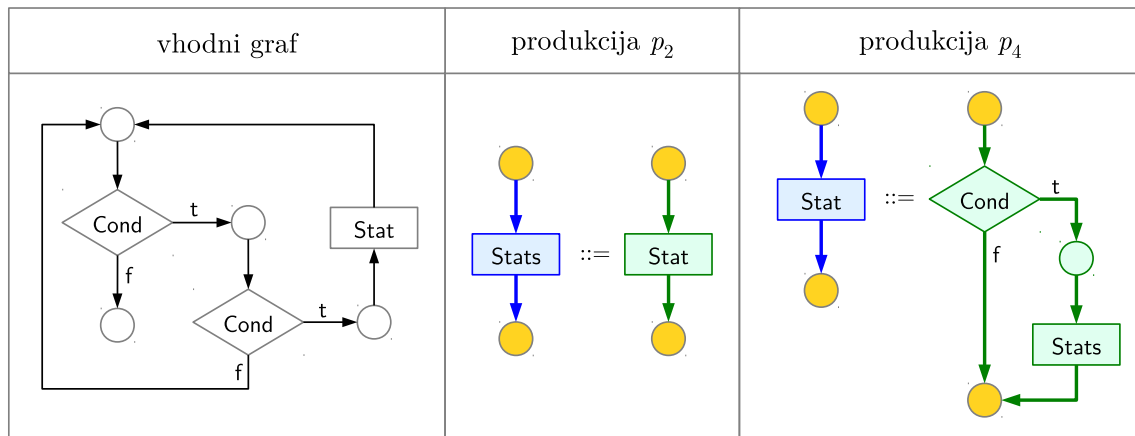 vhodni graf
produkcija p₂
produkcija p₄
Cond
t
f
Cond
t
f
Stat
Stats
::=
Stat
Stat
::=
Cond
t
f
Stats